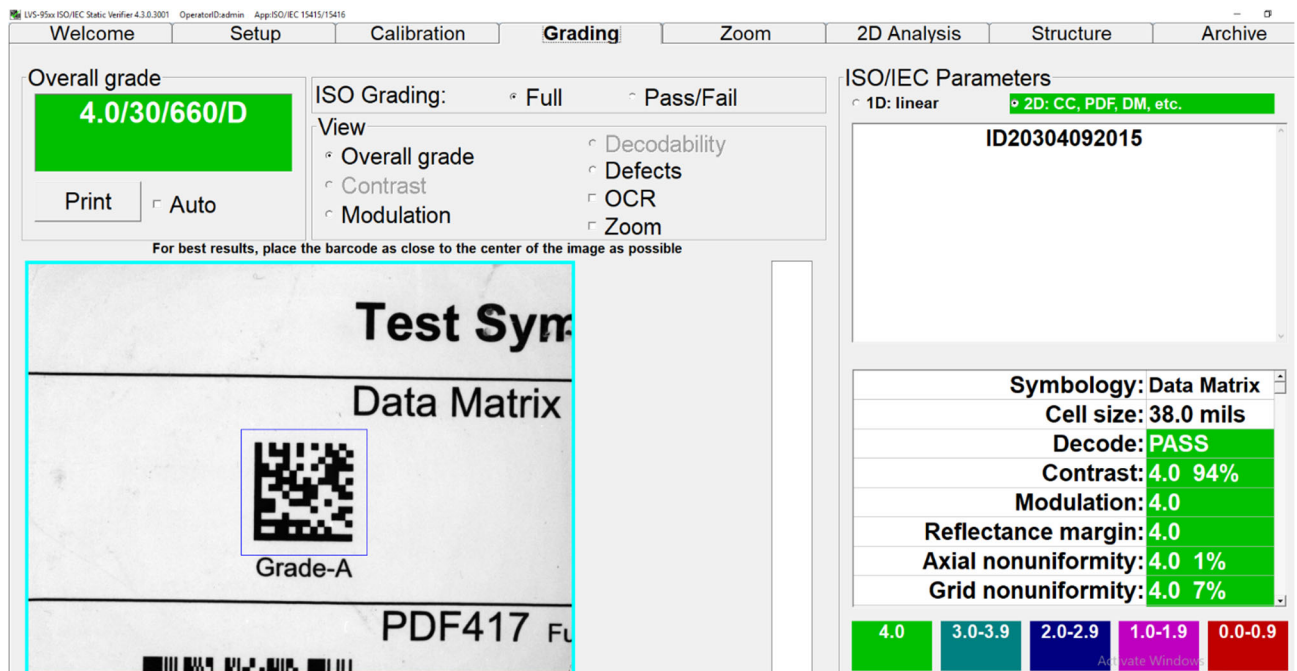 LVS-95xx ISO/IEC Static Verifier 4.3.0.3001 OperatorID:admin App:ISO/IEC 15415/15416
Welcome Setup Calibration Grading Zoom 2D Analysis Structure Archive
Overall grade
4.0/30/660/D
Print Auto
ISO Grading: Full Pass/Fail
View
Overall grade
Contrast
Modulation
Decodability
Defects
OCR
Zoom
For best results, place the barcode as close to the center of the image as possible
Test Sym
Data Matrix
Grade-A
PDF417 Fu
ISO/IEC Parameters
1D: linear 2D: CC, PDF, DM, etc.
ID20304092015
Symbology: Data Matrix
Cell size: 38.0 mils
Decode: PASS
Contrast: 4.0 94%
Modulation: 4.0
Reflectance margin: 4.0
Axial nonuniformity: 4.0 1%
Grid nonuniformity: 4.0 7%
4.0 3.0-3.9 2.0-2.9 1.0-1.9 0.0-0.9
Activate Windows